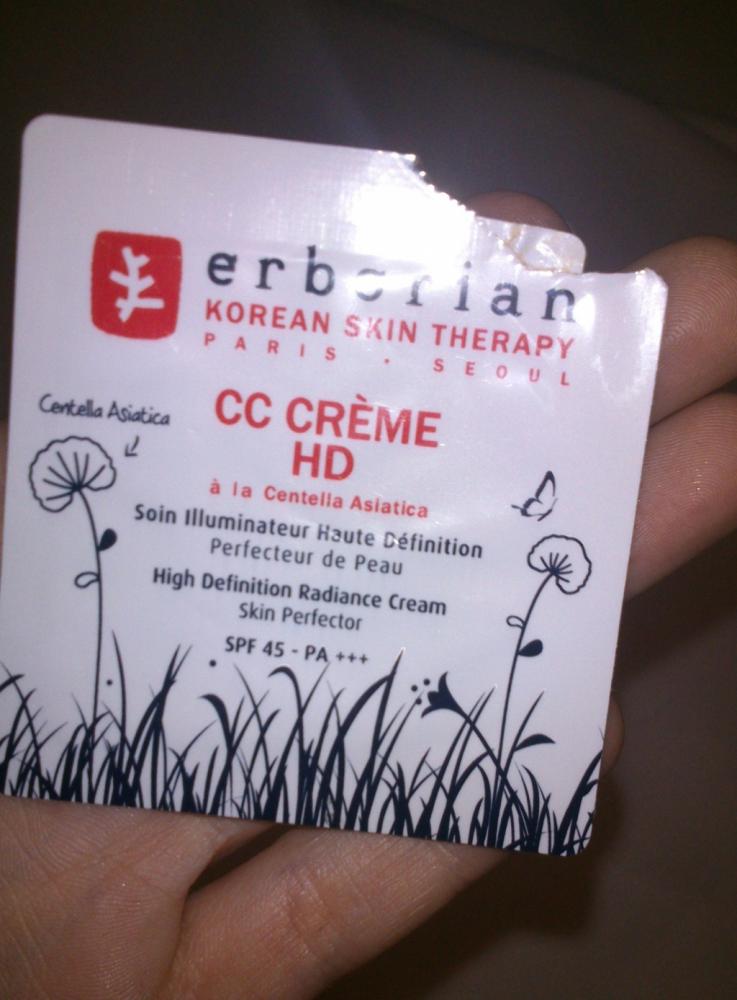 erborian
KOREAN SKIN THERAPY
PARIS · SEOUL
Centella Asiatica
CC CRÈME
HD
à la Centella Asiatica
Soin Illuminateur Haute Définition
Perfecteur de Peau
High Definition Radiance Cream
Skin Perfector
SPF 45 - PA +++